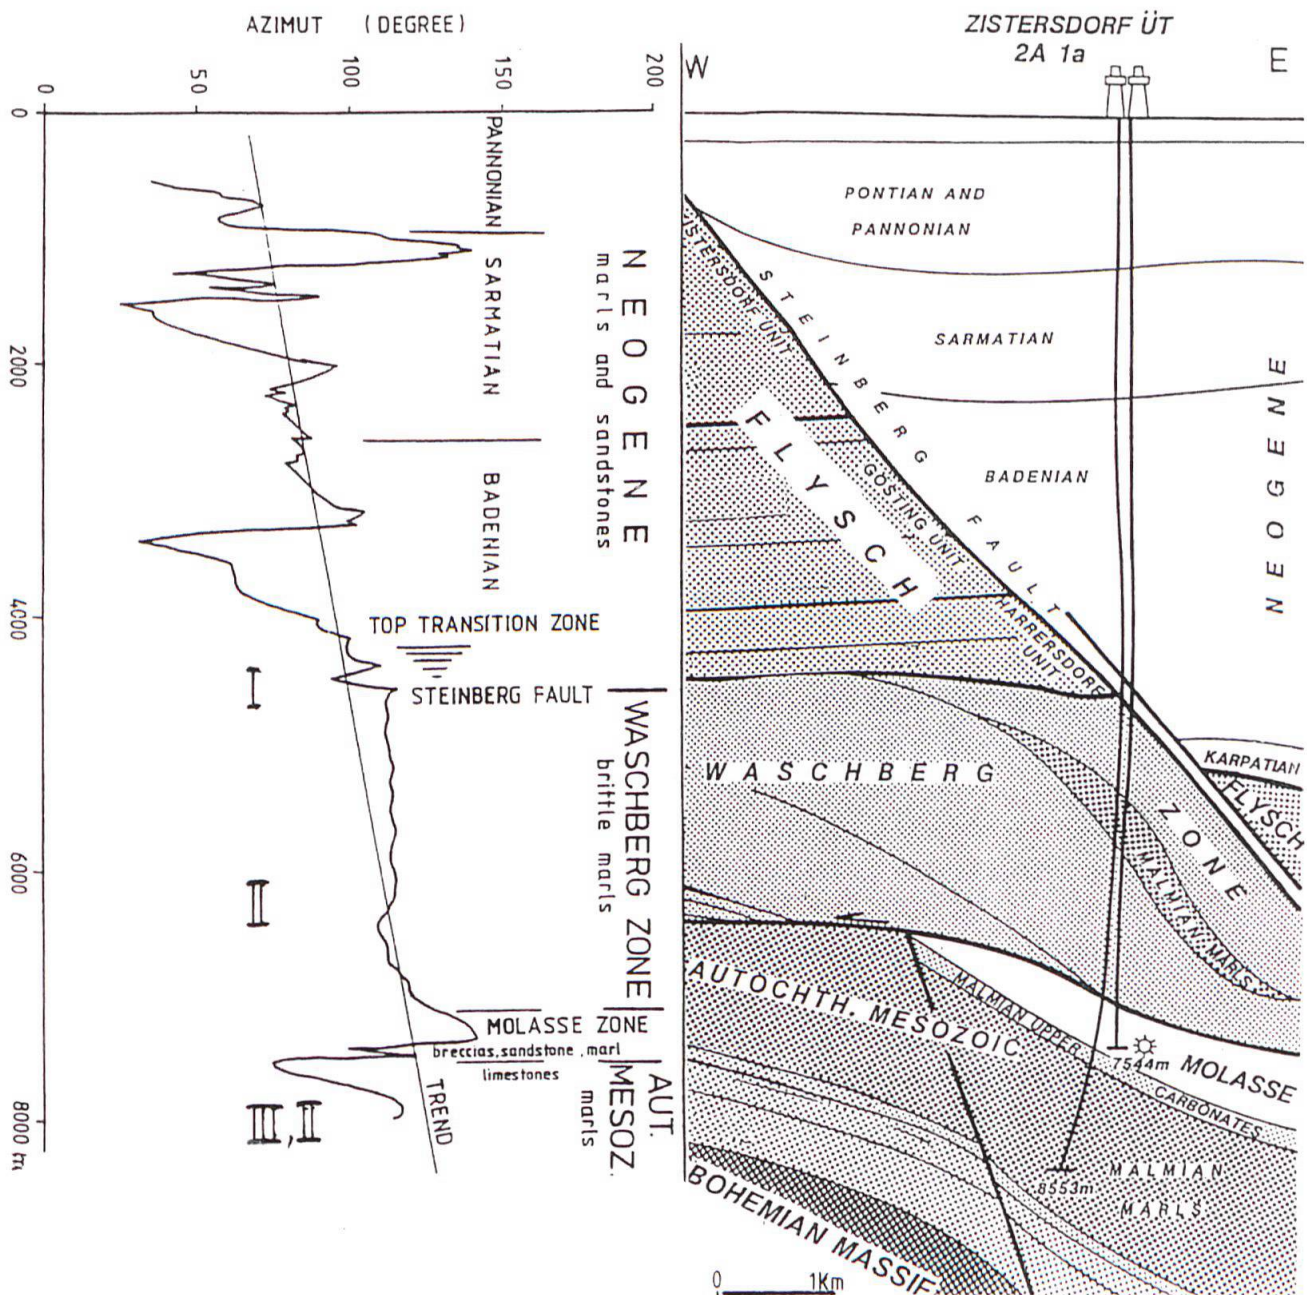 AZIMUT (DEGREE)
0
50
100
150
200
0
2000
4000
6000
8000 m
PANNONIAN
SARMATIAN
BADENIAN
NEOGENE
marls and sandstones
TOP TRANSITION ZONE
STEINBERG FAULT
WASCHBERG ZONE
brittle marls
MOLASSE ZONE
breccias, sandstone, marl
limestones
AUT.
MESOZ.
marls
TREND
I
II
III, II
ZISTERSDORF ÜT
2A 1a
W
E
PONTIAN AND
PANNONIAN
SARMATIAN
BADENIAN
NEOGENE
STEINBERG FAULT
ISTERSDORF UNIT
FLYSCH
GÖSTING UNIT
HARRERSDORF
UNIT
KARPATIAN
FLYSCH
WASCHBERG ZONE
MALMIAN MARLS
AUTOCHTH. MESOZOIC
MALMIAN UPPER
CARBONATES
7544m
MOLASSE
8553m
MALMIAN
MARLS
BOHEMIAN MASSIF
0 1Km